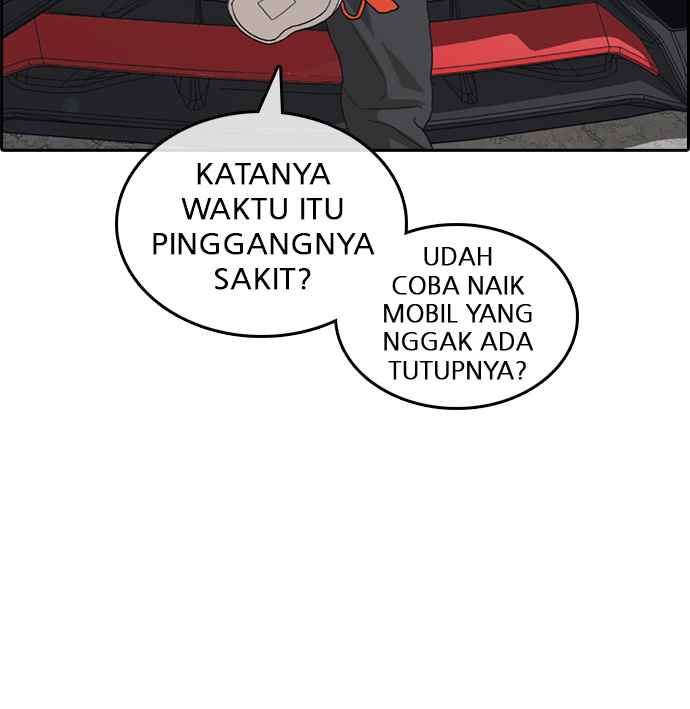 KATANYA
WAKTU ITU
PINGGANGNYA
SAKIT?
UDAH
COBA NAIK
MOBIL YANG
NGGAK ADA
TUTUPNYA?